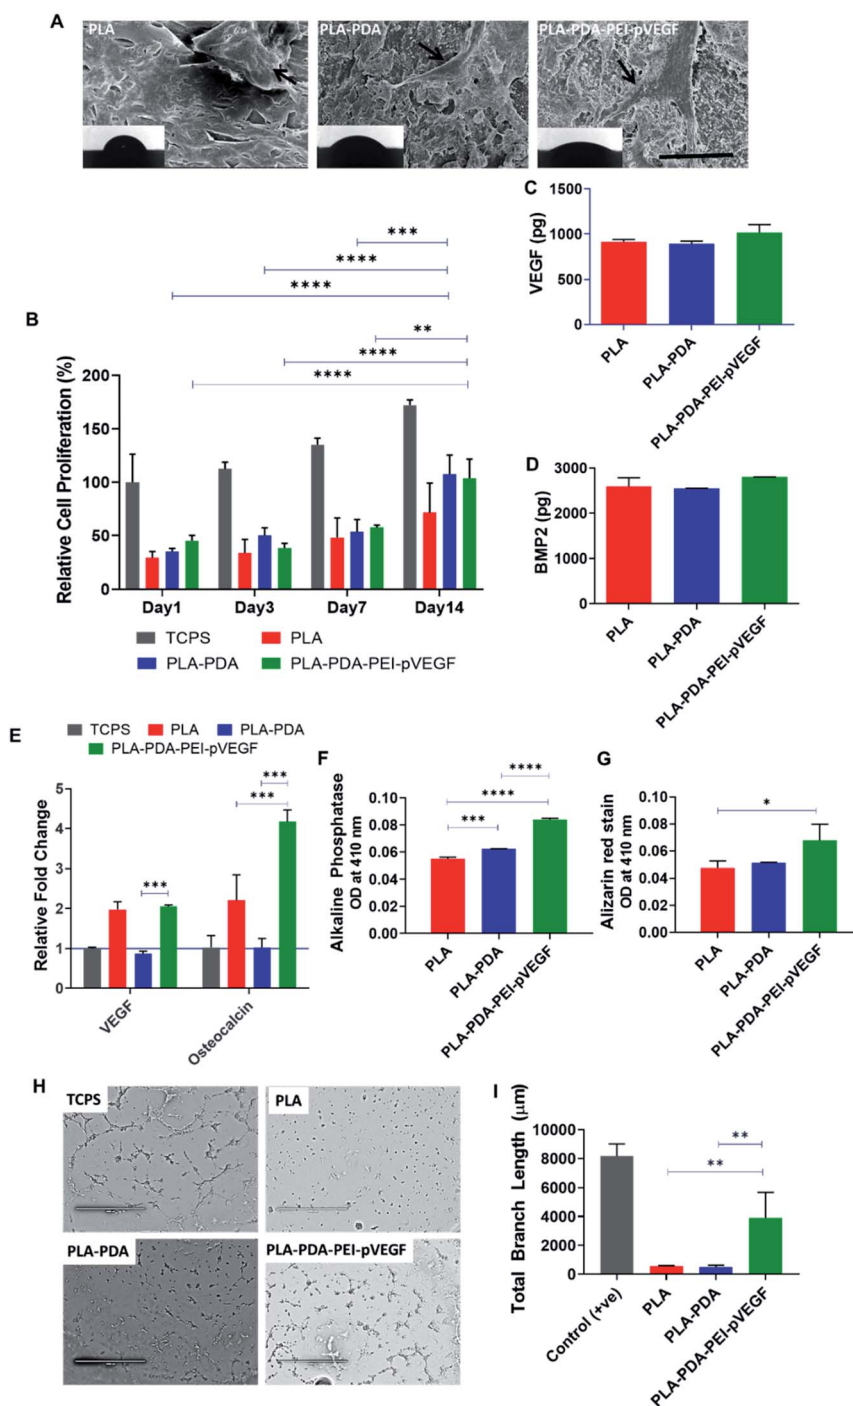 A
PLA
PLA-PDA
PLA-PDA-PEI-pVEGF
C
VEGF (pg)
1500
1000
500
0
PLA
PLA-PDA
PLA-PDA-PEI-pVEGF
B
***
****
****
**
****
****
Relative Cell Proliferation (%)
200
150
100
50
0
Day1 Day3 Day7 Day14
TCPS PLA
PLA-PDA PLA-PDA-PEI-pVEGF
D
BMP2 (pg)
3000
2000
1000
0
PLA
PLA-PDA
PLA-PDA-PEI-pVEGF
E
TCPS PLA PLA-PDA
PLA-PDA-PEI-pVEGF
Relative Fold Change
5
4
3
2
1
0
***
***
***
VEGF
Osteocalcin
F
Alkaline Phosphatase
OD at 410 nm
0.10
0.08
0.06
0.04
0.02
0.00
****
****
***
PLA
PLA-PDA
PLA-PDA-PEI-pVEGF
G
Alizarin red stain
OD at 410 nm
0.10
0.08
0.06
0.04
0.02
0.00
*
PLA
PLA-PDA
PLA-PDA-PEI-pVEGF
H
TCPS
PLA
PLA-PDA
PLA-PDA-PEI-pVEGF
I
Total Branch Length (μm)
10000
8000
6000
4000
2000
0
**
**
Control (+ve)
PLA
PLA-PDA
PLA-PDA-PEI-pVEGF